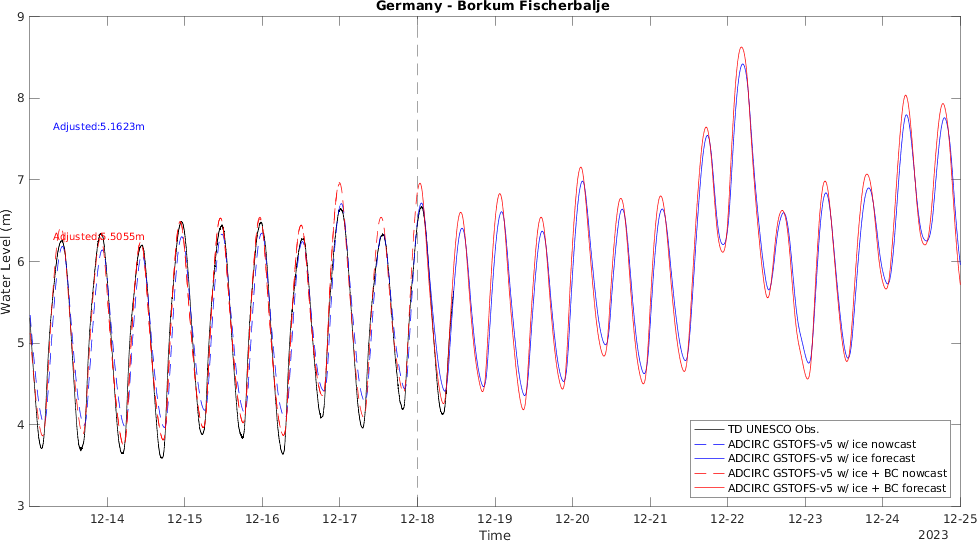 Germany - Borkum Fischerbalje
9
8
7
6
5
4
3
Water Level (m)
Adjusted:5.1623m
Adjusted:5.5055m
TD UNESCO Obs.
ADCIRC GSTOFS-v5 w/ ice nowcast
ADCIRC GSTOFS-v5 w/ ice forecast
ADCIRC GSTOFS-v5 w/ ice + BC nowcast
ADCIRC GSTOFS-v5 w/ ice + BC forecast
12-14 12-15 12-16 12-17 12-18 12-19 12-20 12-21 12-22 12-23 12-24 12-25
Time
2023